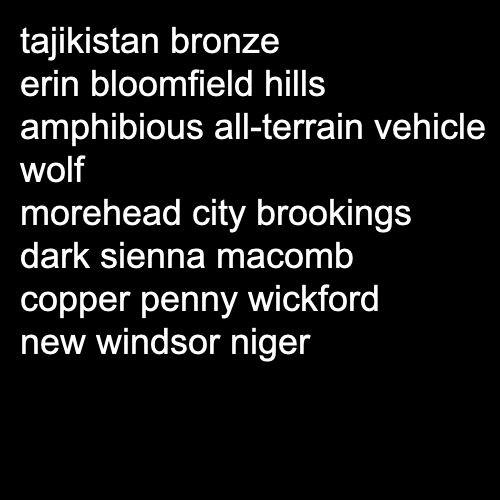 tajikistan bronze
erin bloomfield hills
amphibious all-terrain vehicle
wolf
morehead city brookings
dark sienna macomb
copper penny wickford
new windsor niger